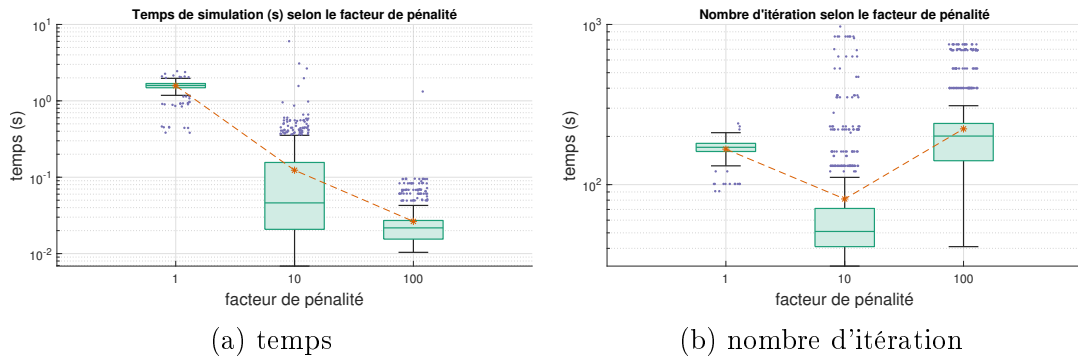 Temps de simulation (s) selon le facteur de pénalité
temps (s)
10^1
10^0
10^-1
10^-2
1
10
100
facteur de pénalité
(a) temps
Nombre d'itération selon le facteur de pénalité
temps (s)
10^3
10^2
1
10
100
facteur de pénalité
(b) nombre d'itération